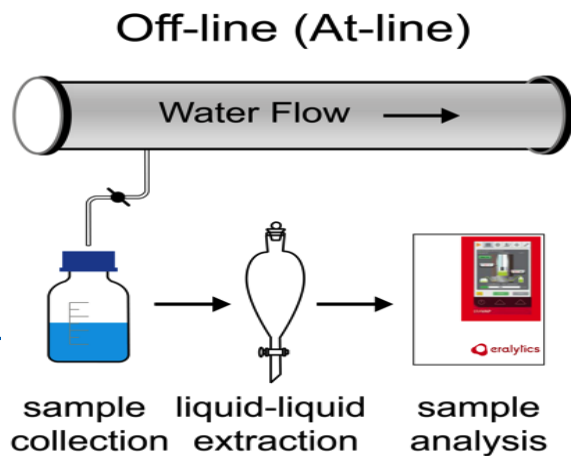 Off-line (At-line)
Water Flow
eralytics
sample
collection
liquid-liquid
extraction
sample
analysis